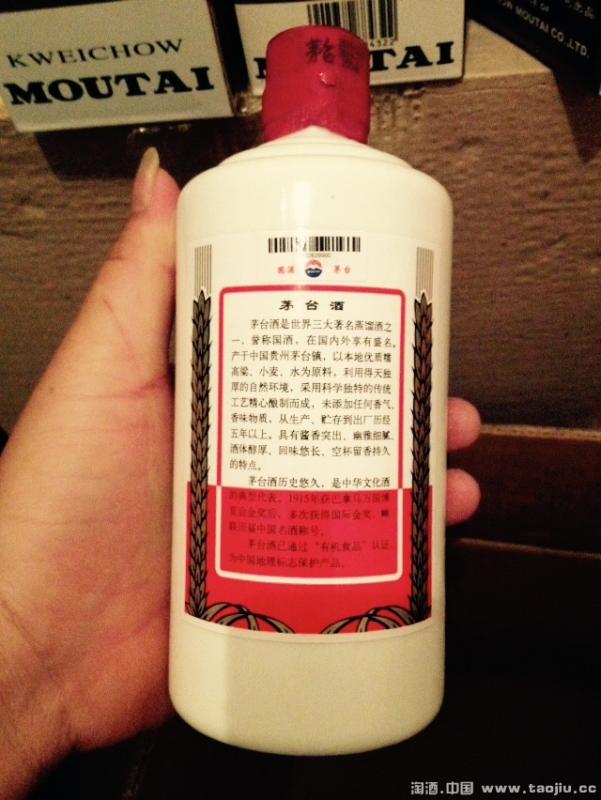 KWEICHOW
MOUTAI
MOUTAI
KWEICHOW MOUTAI CO.,LTD.
茅台
国酒 茅台
茅台酒
茅台酒是世界三大著名蒸馏酒之
一，誉称国酒，在国内外享有盛名。
产于中国贵州茅台镇，以本地优质糯
高粱、小麦、水为原料，利用得天独
厚的自然环境，采用科学独特的传统
工艺精心酿制而成，未添加任何香气、
香味物质，从生产、贮存到出厂历经
五年以上。具有酱香突出、幽雅细腻、
酒体醇厚、回味悠长、空杯留香持久
的特点。
茅台酒历史悠久，是中华文化酒
的典型代表。1915年获巴拿马万国博
览会金奖后，多次获得国际金奖，蝉
联历届中国名酒称号。
茅台酒已通过“有机食品”认证，
为中国地理标志保护产品。
淘酒.中国 www.taojiu.cc